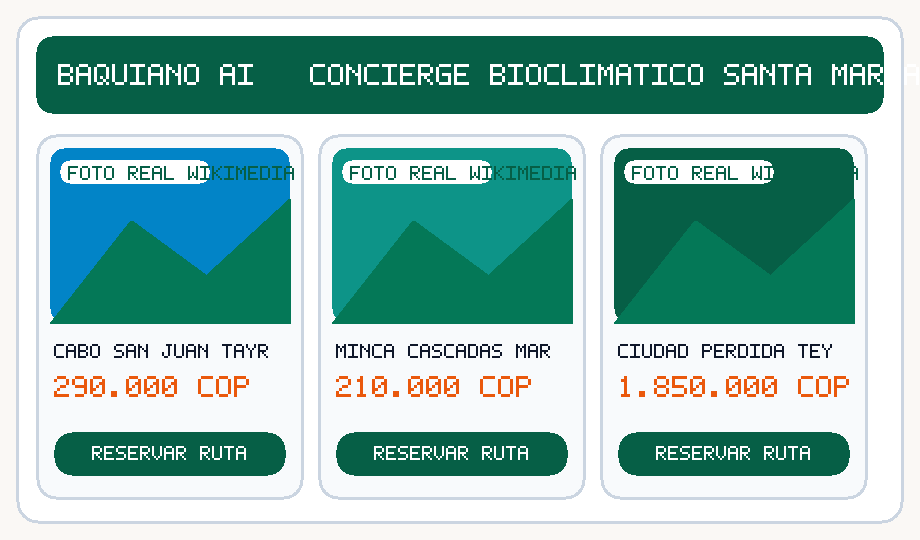 BAQUIANO AI CONCIERGE BIOCLIMATICO SANTA MAR
FOTO REAL WIKIMEDIA
FOTO REAL WIKIMEDIA
FOTO REAL WI
CABO SAN JUAN TAYR
MINCA CASCADAS MAR
CIUDAD PERDIDA TEY
290.000 COP
210.000 COP
1.850.000 COP
RESERVAR RUTA
RESERVAR RUTA
RESERVAR RUTA